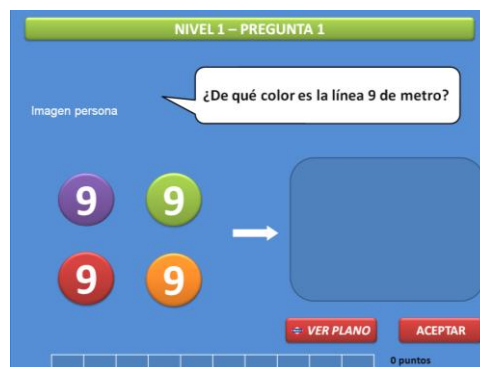 NIVEL 1 – PREGUNTA 1
¿De qué color es la línea 9 de metro?
Imagen persona
9 9
9 9
VER PLANO ACEPTAR
0 puntos